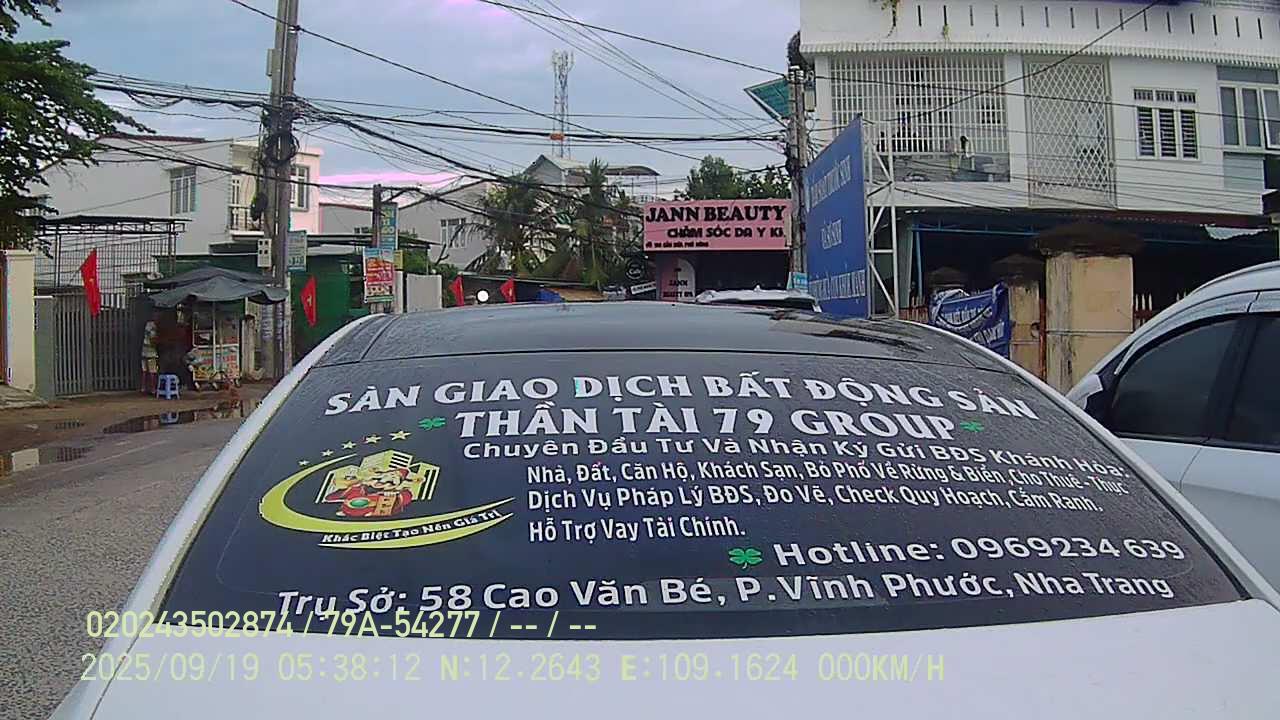 JANN BEAUTY
CHĂM SÓC DA Y KH
JANN
SÀN GIAO DỊCH BẤT ĐỘNG SẢN
THẦN TÀI 79 GROUP
Chuyên Đầu Tư Và Nhận Ký Gửi BĐS Khánh Hòa:
Nhà, Đất, Căn Hộ, Khách Sạn, Bỏ Phố Về Rừng & Biển, Cho Thuê - Thực
Dịch Vụ Pháp Lý BĐS, Đo Vẽ, Check Quy Hoạch, Cắm Ranh.
Hỗ Trợ Vay Tài Chính.
Khác Biệt Tạo Nên Giá Trị
Hotline: 0969234 639
Trụ Sở: 58 Cao Văn Bé, P.Vĩnh Phước, Nha Trang
020243502874 / 79A-54277 / -- / --
2025/09/19 05:38:12 N:12.2643 E:109.1624 000KM/H